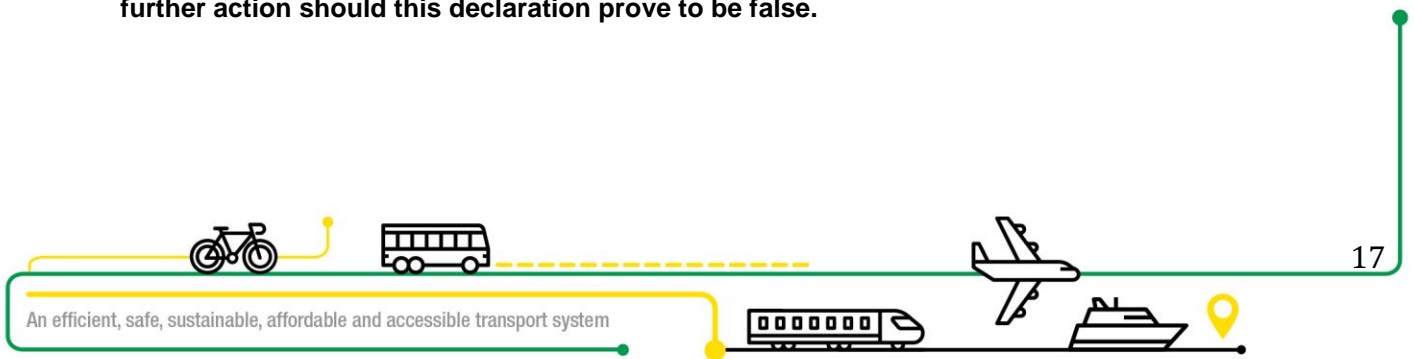 further action should this declaration prove to be false.
17
An efficient, safe, sustainable, affordable and accessible transport system